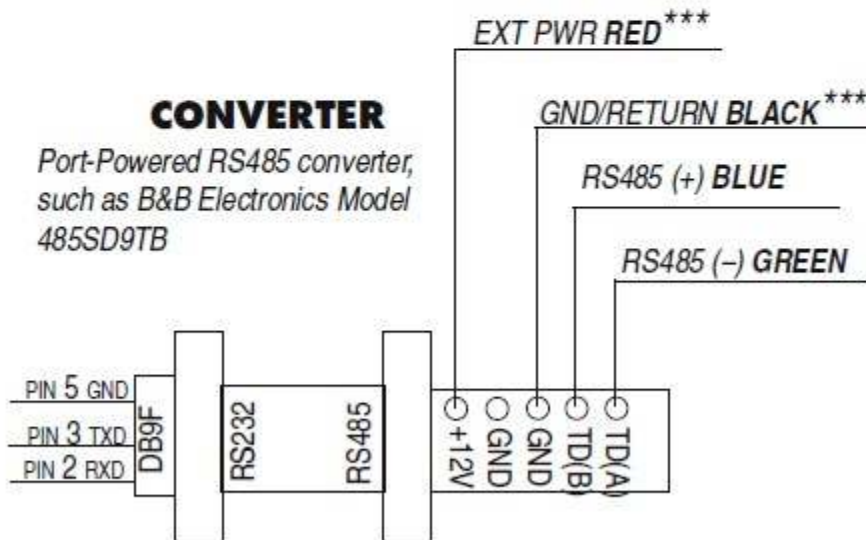 EXT PWR RED***
CONVERTER
GND/RETURN BLACK***
Port-Powered RS485 converter,
such as B&B Electronics Model
485SD9TB
RS485 (+) BLUE
RS485 (–) GREEN
PIN 5 GND
PIN 3 TXD
PIN 2 RXD
DB9F
RS232
RS485
+12V
GND
GND
TD(B)
TD(A)